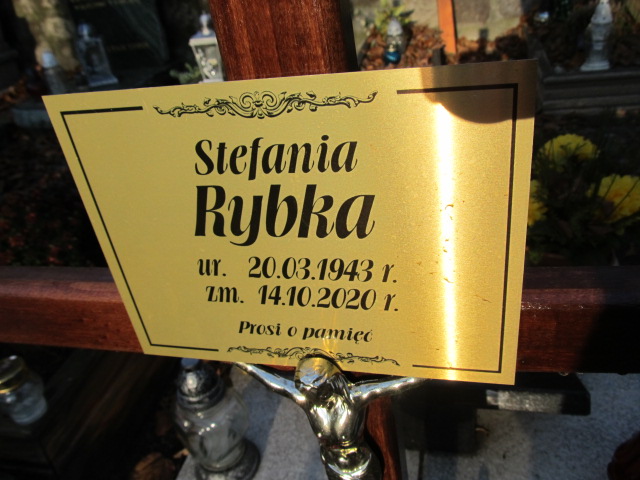 Stefania
Rybka
ur. 20.03.1943 r.
zm. 14.10.2020 r.
Prosi o pamięć